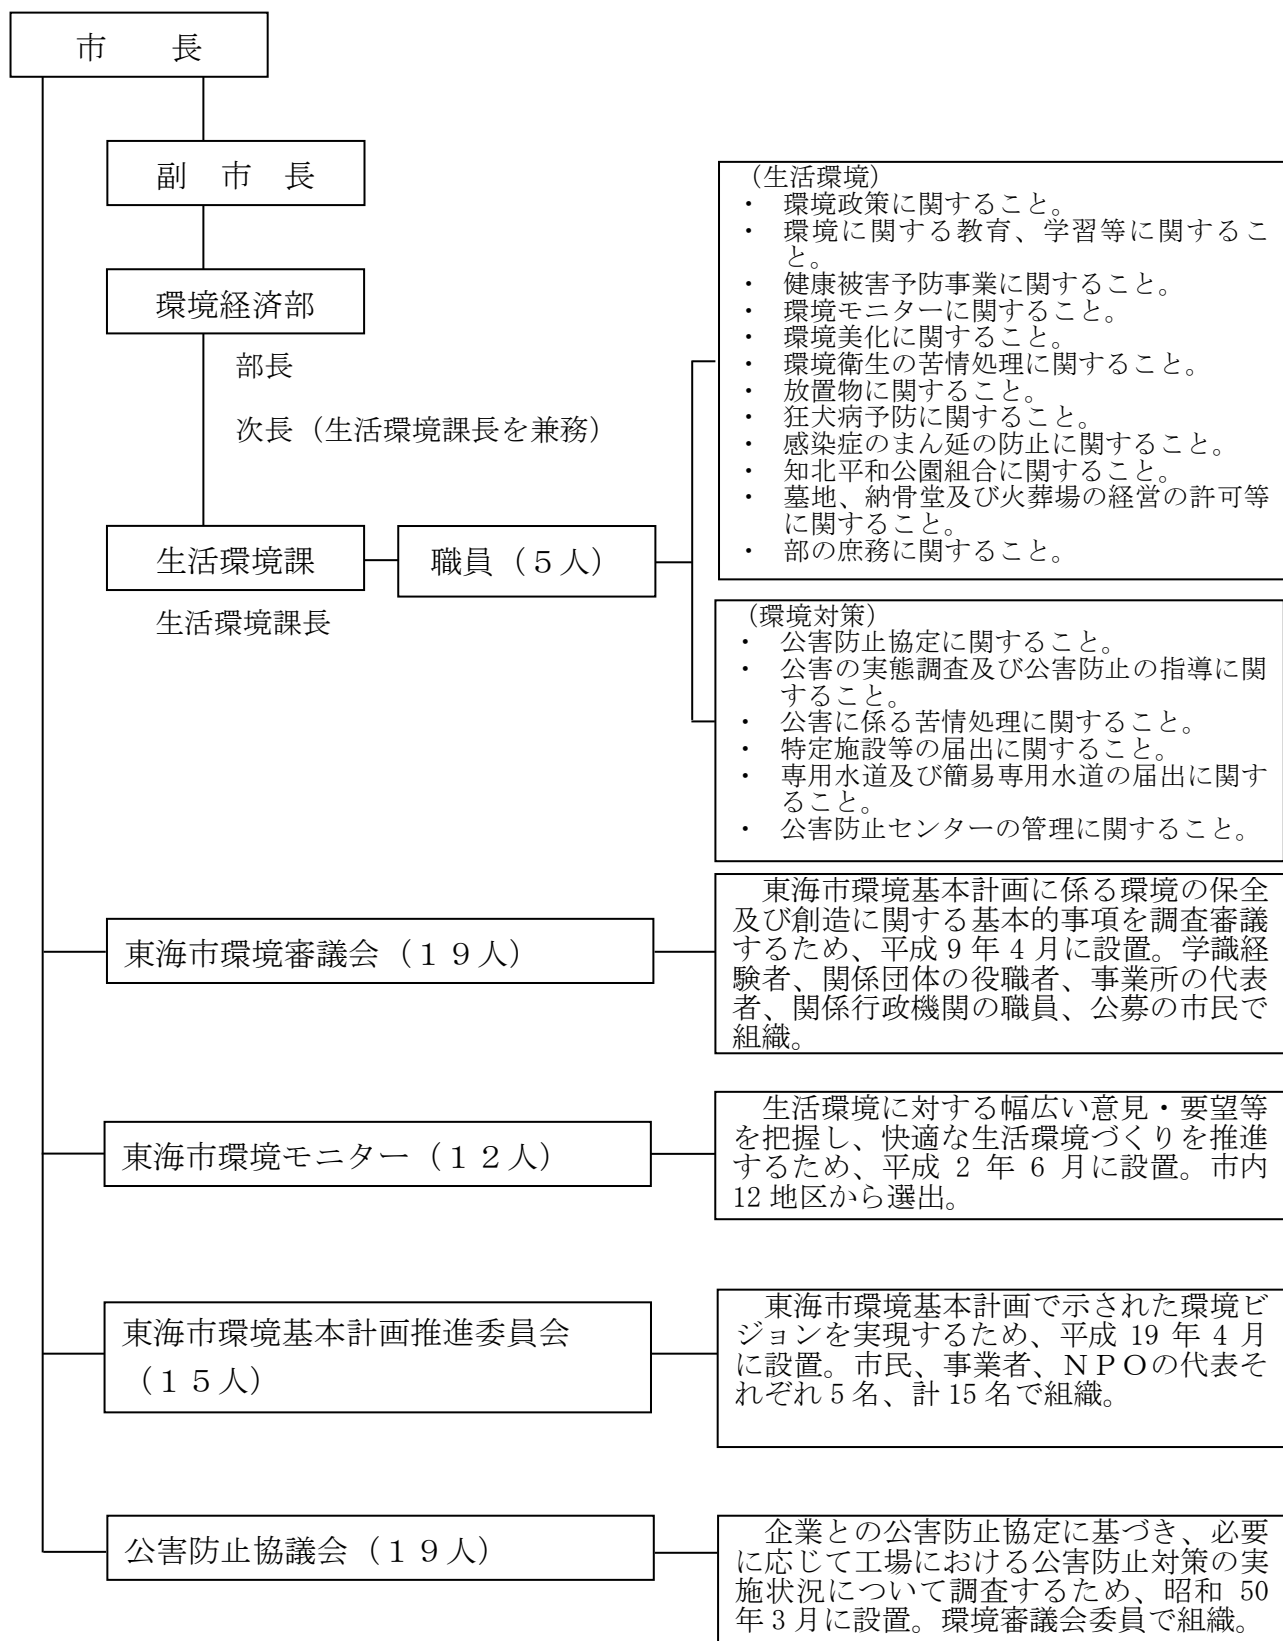 市　　長
副　市　長
環境経済部
部長
次長（生活環境課長を兼務）
生活環境課
生活環境課長
職員（５人）
（生活環境）
・　環境政策に関すること。
・　環境に関する教育、学習等に関するこ
と。
・　健康被害予防事業に関すること。
・　環境モニターに関すること。
・　環境美化に関すること。
・　環境衛生の苦情処理に関すること。
・　放置物に関すること。
・　狂犬病予防に関すること。
・　感染症のまん延の防止に関すること。
・　知北平和公園組合に関すること。
・　墓地、納骨堂及び火葬場の経営の許可等
に関すること。
・　部の庶務に関すること。
（環境対策）
・　公害防止協定に関すること。
・　公害の実態調査及び公害防止の指導に関
すること。
・　公害に係る苦情処理に関すること。
・　特定施設等の届出に関すること。
・　専用水道及び簡易専用水道の届出に関す
ること。
・　公害防止センターの管理に関すること。
東海市環境審議会（１９人）
東海市環境基本計画に係る環境の保全
及び創造に関する基本的事項を調査審議
するため、平成 9 年 4 月に設置。学識経
験者、関係団体の役職者、事業所の代表
者、関係行政機関の職員、公募の市民で
組織。
東海市環境モニター（１２人）
生活環境に対する幅広い意見・要望等
を把握し、快適な生活環境づくりを推進
するため、平成 2 年 6 月に設置。市内
12 地区から選出。
東海市環境基本計画推進委員会
（１５人）
東海市環境基本計画で示された環境ビ
ジョンを実現するため、平成 19 年 4 月
に設置。市民、事業者、ＮＰＯの代表そ
れぞれ 5 名、計 15 名で組織。
公害防止協議会（１９人）
企業との公害防止協定に基づき、必要
に応じて工場における公害防止対策の実
施状況について調査するため、昭和 50
年 3 月に設置。環境審議会委員で組織。